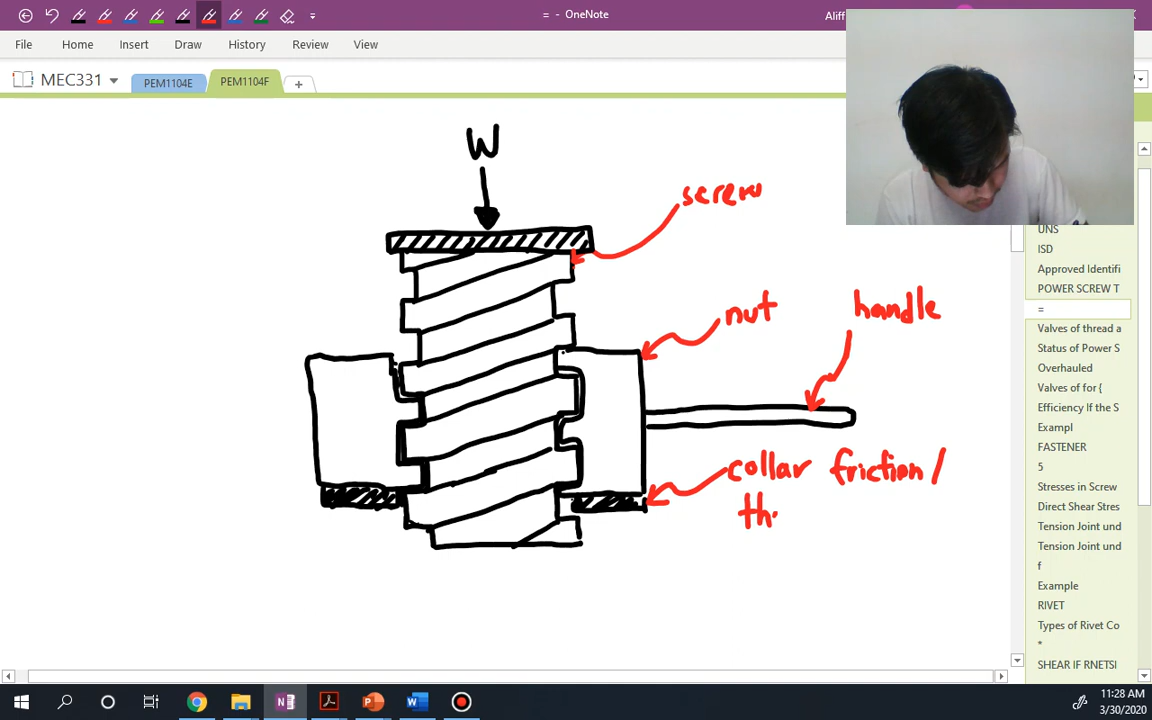 = - OneNote
Aliff
File Home Insert Draw History Review View
MEC331
PEM1104E
PEM1104F
+
W
screw
nut
handle
collar friction /
th
UNS
ISD
Approved Identifi
POWER SCREW T
=
Valves of thread a
Status of Power S
Overhauled
Valves of for {
Efficiency If the S
Exampl
FASTENER
5
Stresses in Screw
Direct Shear Stres
Tension Joint und
Tension Joint und
f
Example
RIVET
Types of Rivet Co
*
SHEAR IF RNETSI
11:28 AM
3/30/2020